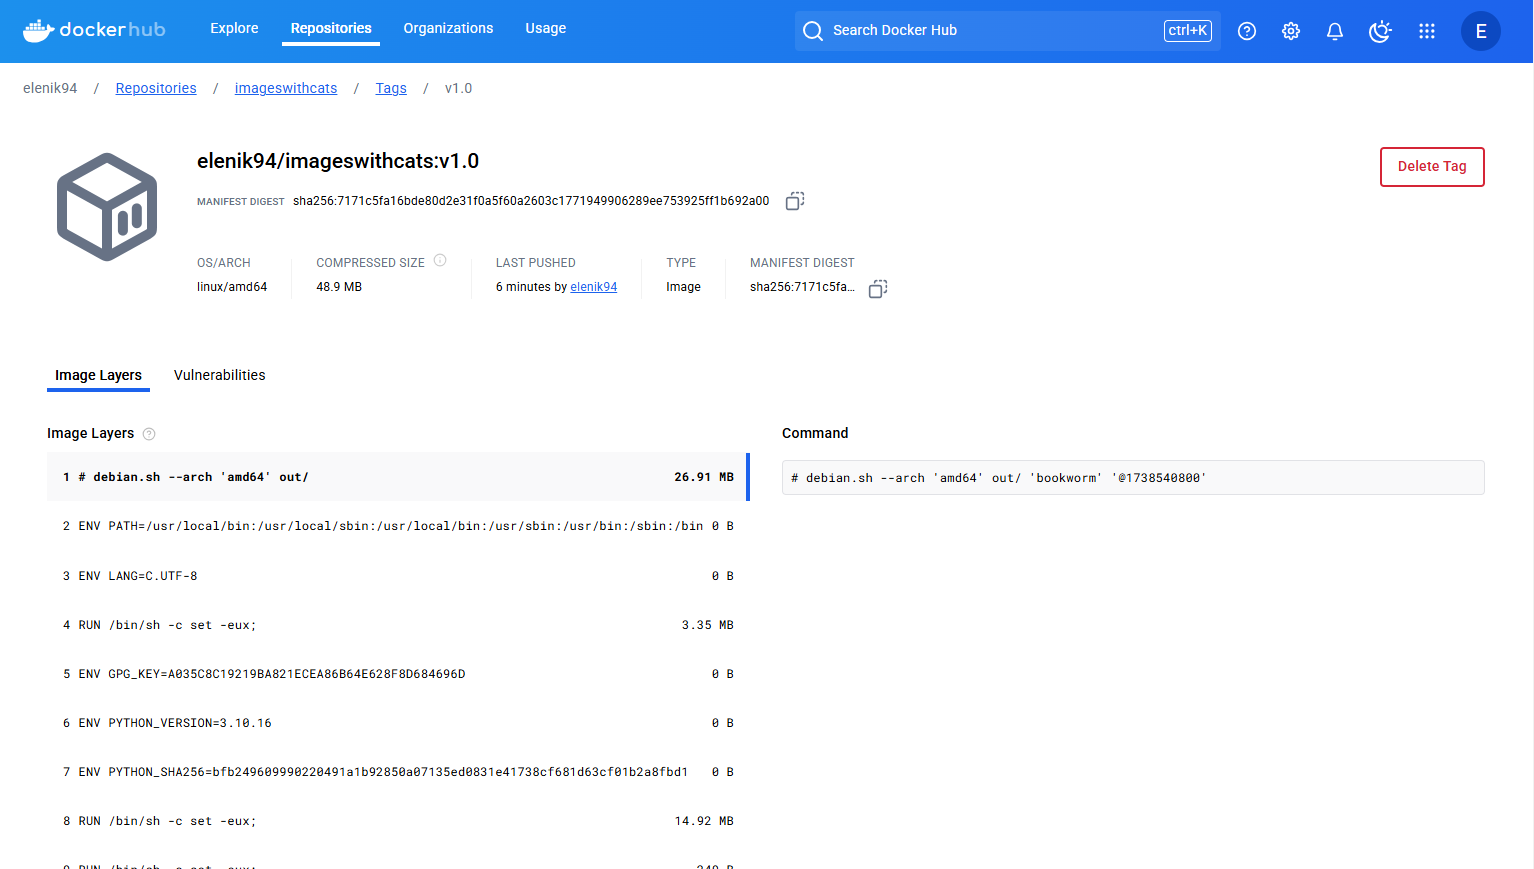 dockerhub Explore Repositories Organizations Usage Search Docker Hub ctrl+K E
elenik94 / Repositories / imageswithcats / Tags / v1.0
elenik94/imageswithcats:v1.0
Delete Tag
MANIFEST DIGEST sha256:7171c5fa16bde80d2e31f0a5f60a2603c1771949906289ee753925ff1b692a00
OS/ARCH COMPRESSED SIZE LAST PUSHED TYPE MANIFEST DIGEST
linux/amd64 48.9 MB 6 minutes by elenik94 Image sha256:7171c5fa...
Image Layers Vulnerabilities
Image Layers
1 # debian.sh --arch 'amd64' out/ 26.91 MB
2 ENV PATH=/usr/local/bin:/usr/local/sbin:/usr/local/bin:/usr/sbin:/usr/bin:/sbin:/bin 0 B
3 ENV LANG=C.UTF-8 0 B
4 RUN /bin/sh -c set -eux; 3.35 MB
5 ENV GPG_KEY=A035C8C19219BA821ECEA86B64E628F8D684696D 0 B
6 ENV PYTHON_VERSION=3.10.16 0 B
7 ENV PYTHON_SHA256=bfb249609990220491a1b92850a07135ed0831e41738cf681d63cf01b2a8fbd1 0 B
8 RUN /bin/sh -c set -eux; 14.92 MB
Command
# debian.sh --arch 'amd64' out/ 'bookworm' '@1738540800'